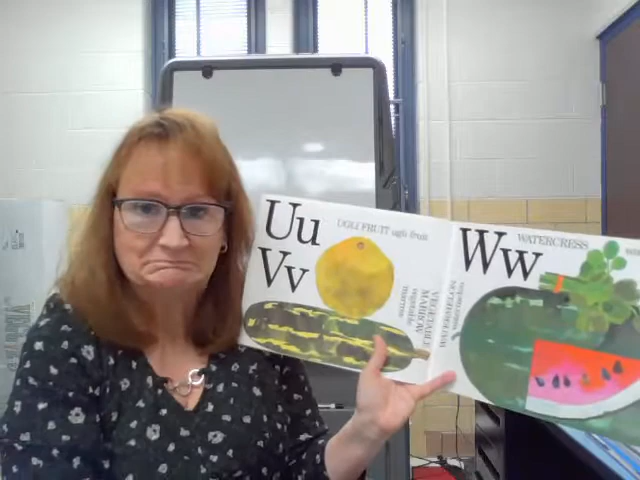 Uu
UGLI FRUIT ugli fruit
Vv
VEGETABLE
MARROW
vegetable
marrow
Ww
WATERCRESS
WATERMELON
watermelon